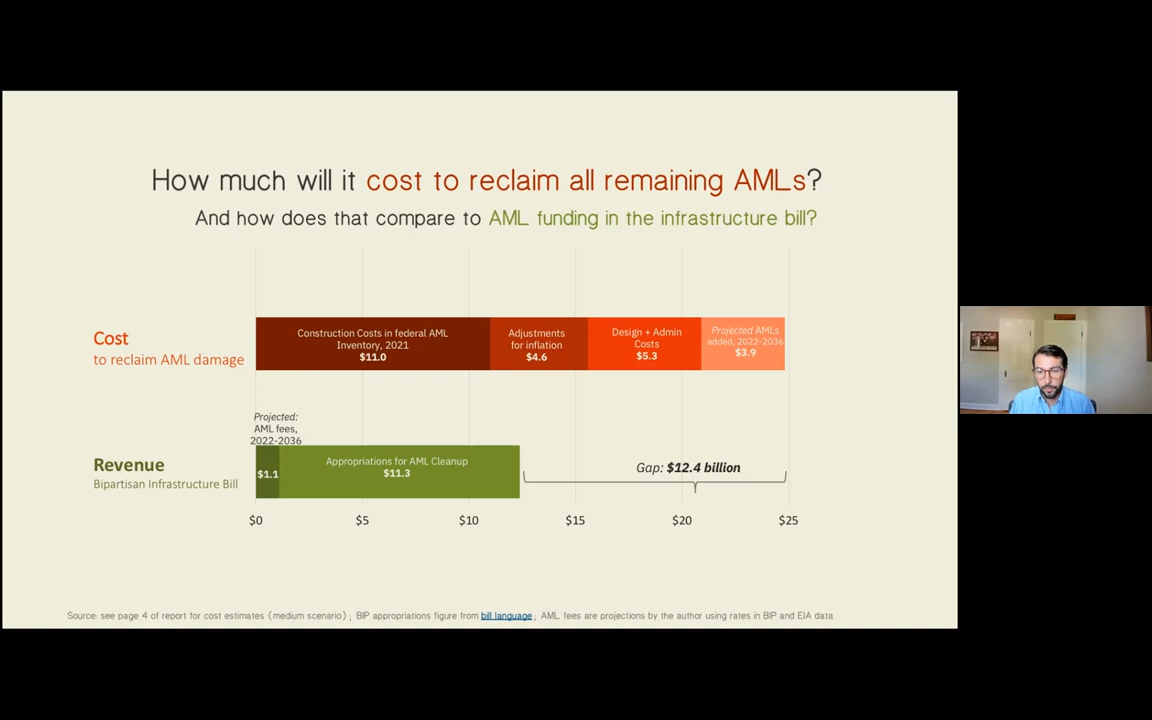 How much will it cost to reclaim all remaining AMLs?
And how does that compare to AML funding in the infrastructure bill?
Cost
to reclaim AML damage
Construction Costs in federal AML
Inventory, 2021
$11.0
Adjustments
for inflation
$4.6
Design + Admin
Costs
$5.3
Projected AMLs
added, 2022-2036
$3.9
Projected:
AML fees,
2022-2036
Revenue
Bipartisan Infrastructure Bill
$1.1
Appropriations for AML Cleanup
$11.3
Gap: $12.4 billion
$0 $5 $10 $15 $20 $25
Source: see page 4 of report for cost estimates (medium scenario); BIP appropriations figure from bill language; AML fees are projections by the author using rates in BIP and EIA data